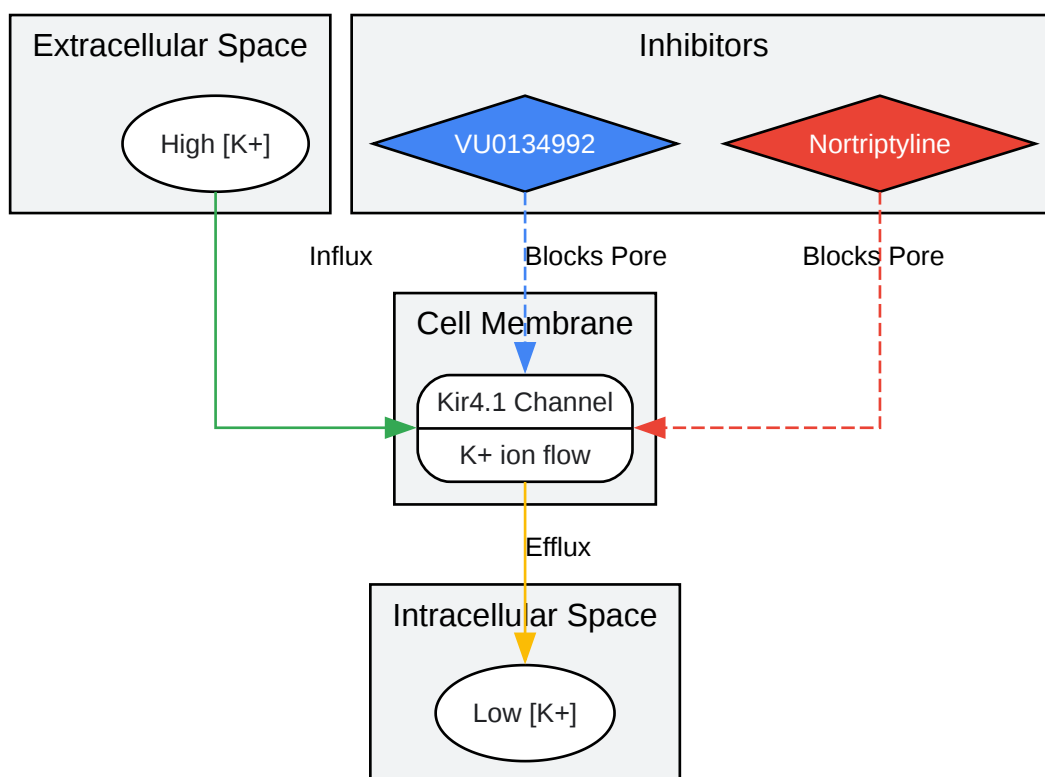 Extracellular Space
Inhibitors
High [K+]
VU0134992
Nortriptyline
Influx
Blocks Pore
Blocks Pore
Cell Membrane
Kir4.1 Channel
K+ ion flow
Efflux
Intracellular Space
Low [K+]